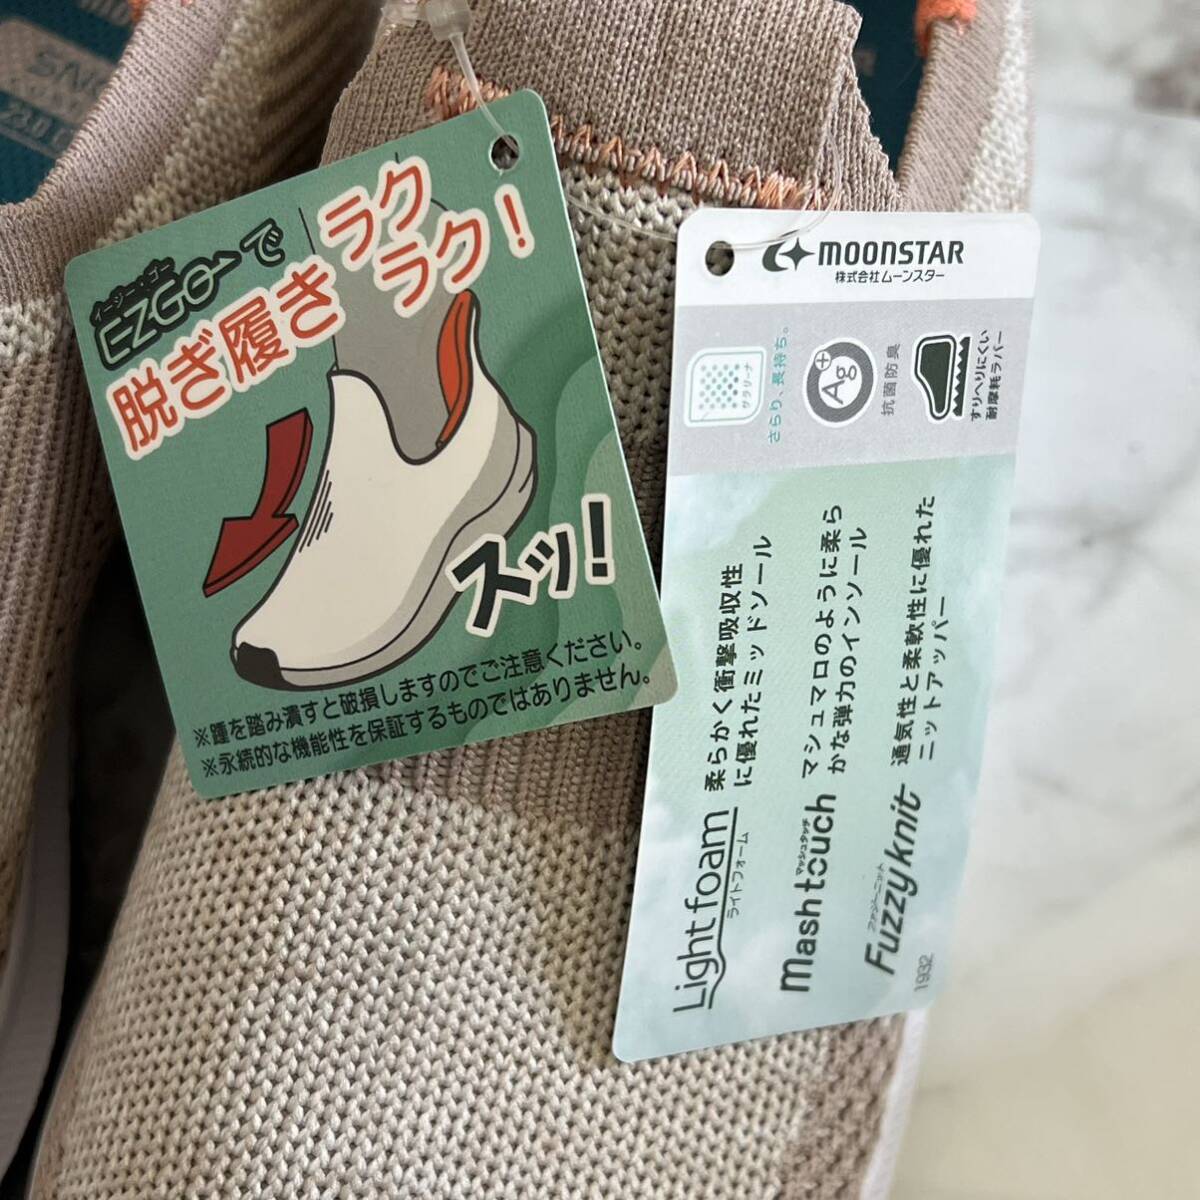 イージーゴー
EZGOで
脱ぎ履き
ラク
ラク!
スッ!
※踵を踏み潰すと破損しますのでご注意ください。
※永続的な機能性を保証するものではありません。
MOONSTAR
株式会社ムーンスター
サラリーナ
さらり、長持ち。
Ag+
抗菌防臭
すりへりにくい
耐摩耗ラバー
Light foam
ライトフォーム
柔らかく衝撃吸収性
に優れたミッドソール
mash touch
マッシュタッチ
マシュマロのように柔ら
かな弾力のインソール
Fuzzy knit
ファジーニット
通気性と柔軟性に優れた
ニットアッパー
1932